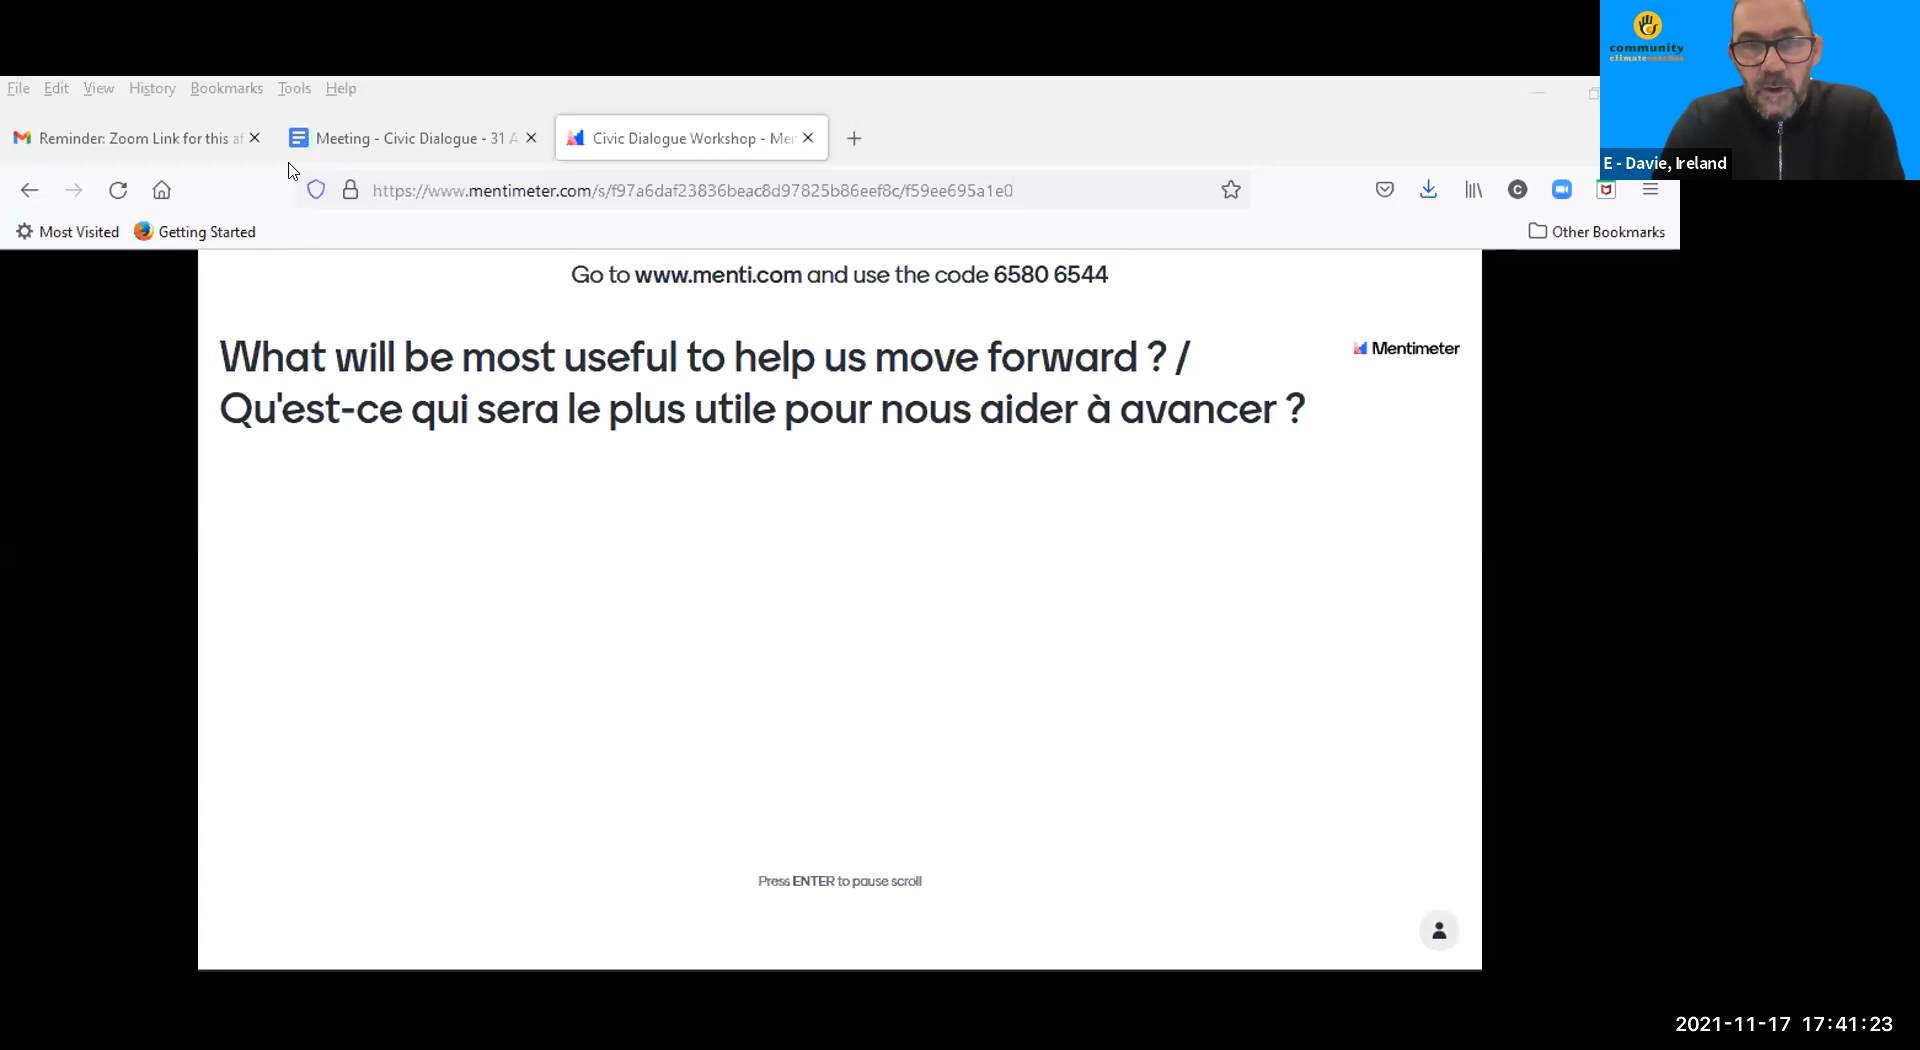 community
climatecoaches
E - Davie, Ireland
File Edit View History Bookmarks Tools Help
Reminder: Zoom Link for this af
Meeting - Civic Dialogue - 31 A
Civic Dialogue Workshop - Men
https://www.mentimeter.com/s/f97a6daf23836beac8d97825b86eef8c/f59ee695a1e0
Most Visited Getting Started Other Bookmarks
Go to www.menti.com and use the code 6580 6544
What will be most useful to help us move forward ? /
Qu'est-ce qui sera le plus utile pour nous aider à avancer ?
Mentimeter
Press ENTER to pause scroll
2021-11-17 17:41:23